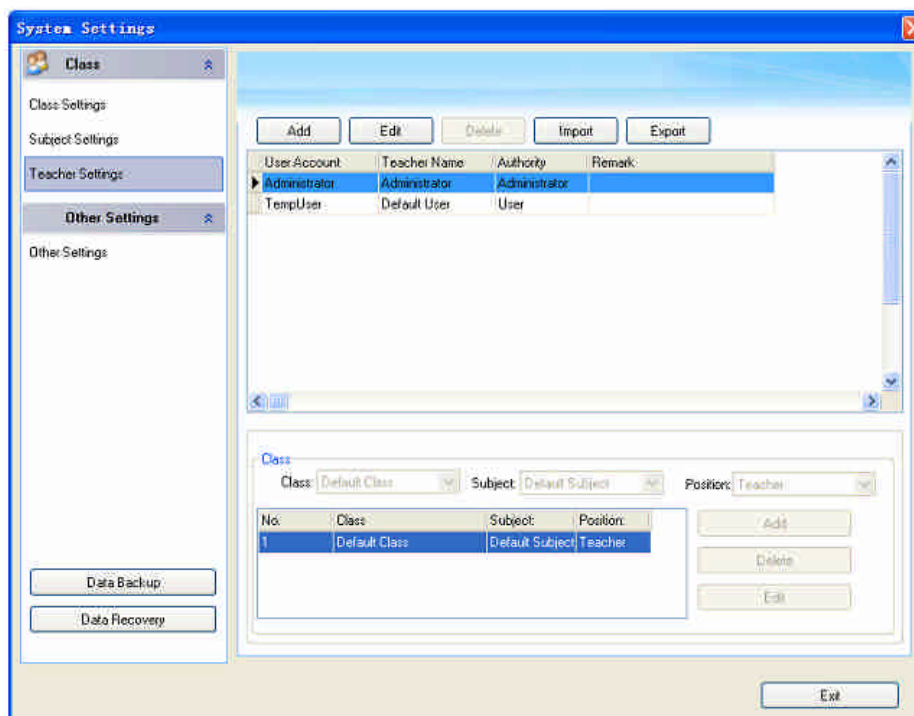 System Settings
Class
Class Settings
Subject Settings
Teacher Settings
Other Settings
Other Settings
Data Backup
Data Recovery
Add Edit Delete Import Export
User Account Teacher Name Authority Remark
Administrator Administrator Administrator
TempUser Default User User
Class
Class: Default Class Subject: Default Subject Position: Teacher
No. Class Subject: Position:
1 Default Class Default Subject Teacher
Add
Delete
Edit
Exit